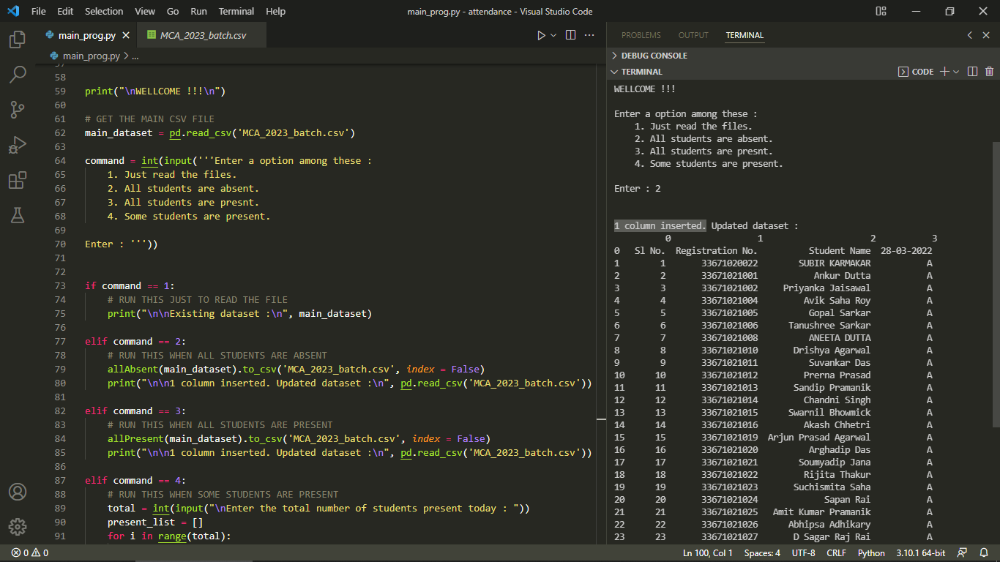 File Edit Selection View Go Run Terminal Help main_prog.py - attendance - Visual Studio Code
main_prog.py MCA_2023_batch.csv
main_prog.py > ...
57
58
59 print("\nWELLCOME !!!\n")
60
61 # GET THE MAIN CSV FILE
62 main_dataset = pd.read_csv('MCA_2023_batch.csv')
63
64 command = int(input('''Enter a option among these :
65 1. Just read the files.
66 2. All students are absent.
67 3. All students are presnt.
68 4. Some students are present.
69
70 Enter : '''))
71
72
73 if command == 1:
74 # RUN THIS JUST TO READ THE FILE
75 print("\n\nExisting dataset :\n", main_dataset)
76
77 elif command == 2:
78 # RUN THIS WHEN ALL STUDENTS ARE ABSENT
79 allAbsent(main_dataset).to_csv('MCA_2023_batch.csv', index = False)
80 print("\n\n1 column inserted. Updated dataset :\n", pd.read_csv('MCA_2023_batch.csv'))
81
82 elif command == 3:
83 # RUN THIS WHEN ALL STUDENTS ARE PRESENT
84 allPresent(main_dataset).to_csv('MCA_2023_batch.csv', index = False)
85 print("\n\n1 column inserted. Updated dataset :\n", pd.read_csv('MCA_2023_batch.csv'))
86
87 elif command == 4:
88 # RUN THIS WHEN SOME STUDENTS ARE PRESENT
89 total = int(input("\nEnter the total number of students present today : "))
90 present_list = []
91 for i in range(total):
PROBLEMS OUTPUT TERMINAL
DEBUG CONSOLE
TERMINAL CODE
WELLCOME !!!
Enter a option among these :
1. Just read the files.
2. All students are absent.
3. All students are presnt.
4. Some students are present.
Enter : 2
1 column inserted. Updated dataset :
0 1 2 3
0 Sl No. Registration No. Student Name 28-03-2022
1 1 33671020022 SUBIR KARMAKAR A
2 2 33671021001 Ankur Dutta A
3 3 33671021002 Priyanka Jaisawal A
4 4 33671021004 Avik Saha Roy A
5 5 33671021005 Gopal Sarkar A
6 6 33671021006 Tanushree Sarkar A
7 7 33671021008 ANEETA DUTTA A
8 8 33671021010 Drishya Agarwal A
9 9 33671021011 Suvankar Das A
10 10 33671021012 Prerna Prasad A
11 11 33671021013 Sandip Pramanik A
12 12 33671021014 Chandni Singh A
13 13 33671021015 Swarnil Bhowmick A
14 14 33671021016 Akash Chhetri A
15 15 33671021019 Arjun Prasad Agarwal A
16 16 33671021020 Arghadip Das A
17 17 33671021021 Soumyadip Jana A
18 18 33671021022 Rijita Thakur A
19 19 33671021023 Suchismita Saha A
20 20 33671021024 Sapan Rai A
21 21 33671021025 Amit Kumar Pramanik A
22 22 33671021026 Abhipsa Adhikary A
23 23 33671021027 D Sagar Raj Rai A
0 0 Ln 100, Col 1 Spaces: 4 UTF-8 CRLF Python 3.10.1 64-bit